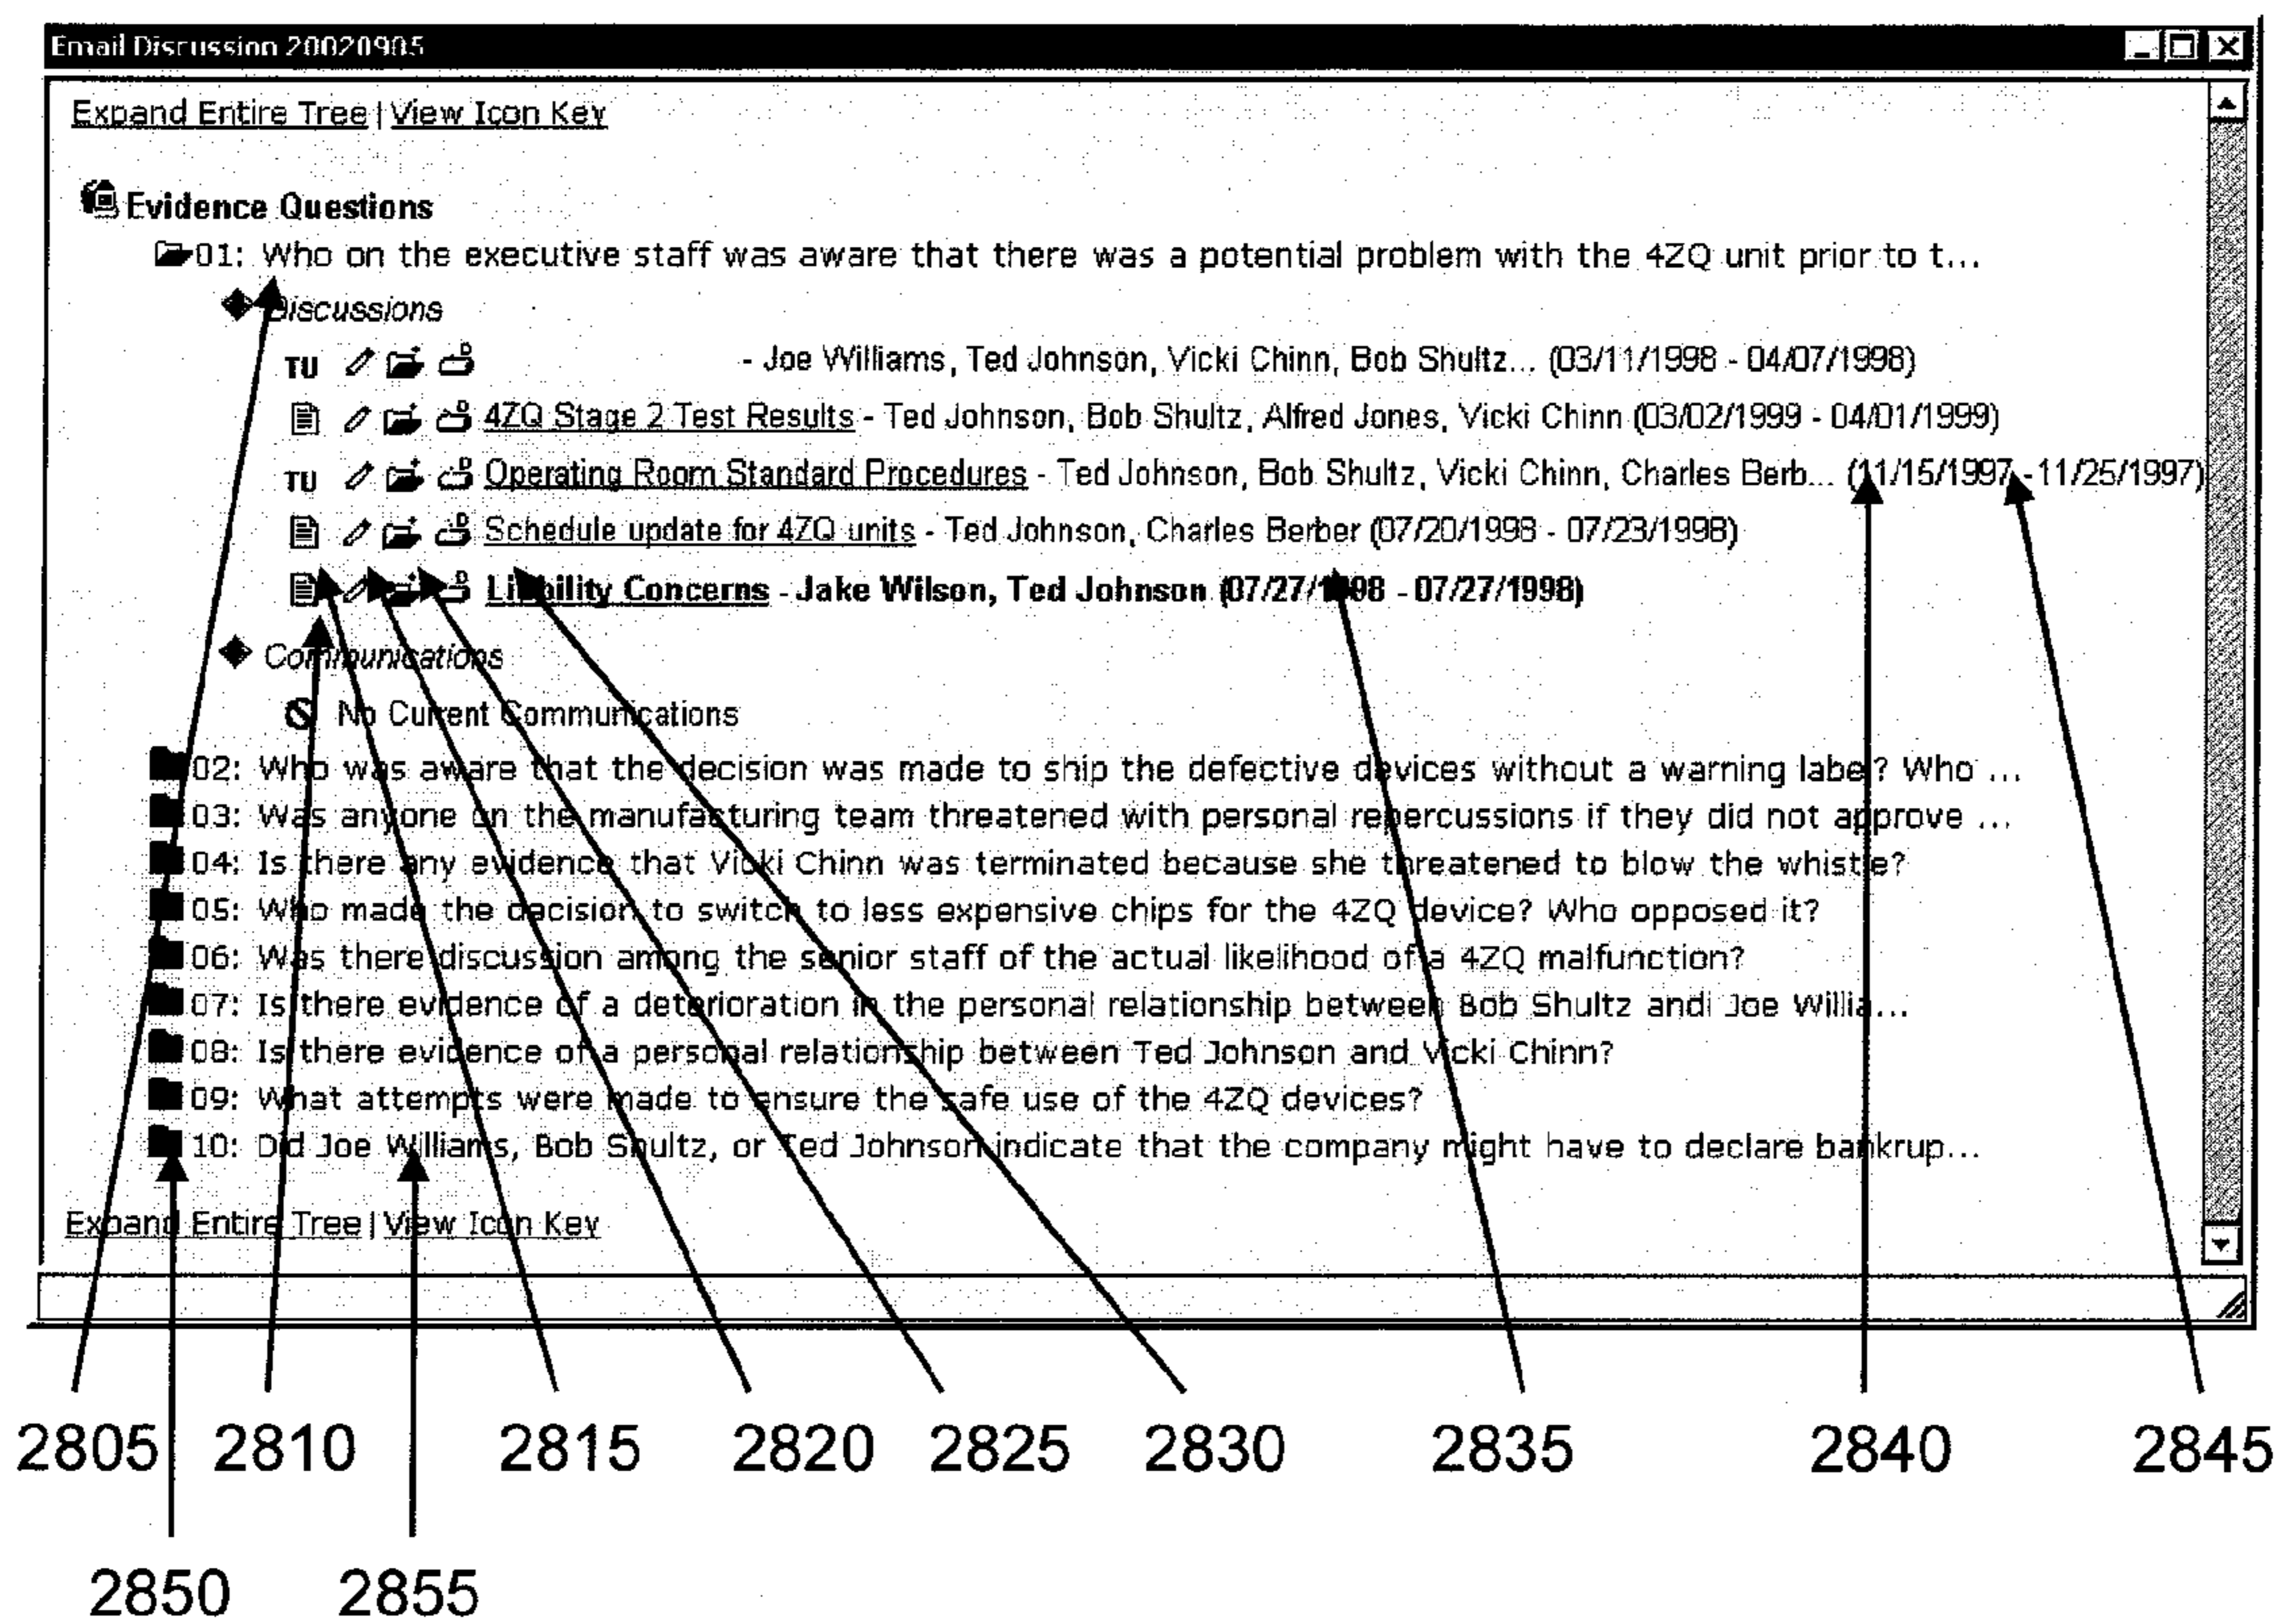 Email Discussion 20020905
Expand Entire Tree | View Icon Key
Evidence Questions
01: Who on the executive staff was aware that there was a potential problem with the 4ZQ unit prior to t...
Discussions
TU - Joe Williams, Ted Johnson, Vicki Chinn, Bob Shultz... (03/11/1998 - 04/07/1998)
4ZQ Stage 2 Test Results - Ted Johnson, Bob Shultz, Alfred Jones, Vicki Chinn (03/02/1999 - 04/01/1999)
TU Operating Room Standard Procedures - Ted Johnson, Bob Shultz, Vicki Chinn, Charles Berb... (11/15/1997 - 11/25/1997)
Schedule update for 4ZQ units - Ted Johnson, Charles Berber (07/20/1998 - 07/23/1998)
Liability Concerns - Jake Wilson, Ted Johnson (07/27/1998 - 07/27/1998)
Communications
No Current Communications
02: Who was aware that the decision was made to ship the defective devices without a warning label? Who ...
03: Was anyone on the manufacturing team threatened with personal repercussions if they did not approve ...
04: Is there any evidence that Vicki Chinn was terminated because she threatened to blow the whistle?
05: Who made the decision to switch to less expensive chips for the 4ZQ device? Who opposed it?
06: Was there discussion among the senior staff of the actual likelihood of a 4ZQ malfunction?
07: Is there evidence of a deterioration in the personal relationship between Bob Shultz andi Joe Willia...
08: Is there evidence of a personal relationship between Ted Johnson and Vicki Chinn?
09: What attempts were made to ensure the safe use of the 4ZQ devices?
10: Did Joe Williams, Bob Shultz, or Ted Johnson indicate that the company might have to declare bankrup...
Expand Entire Tree | View Icon Key
2805 2810 2815 2820 2825 2830 2835 2840 2845
2850 2855